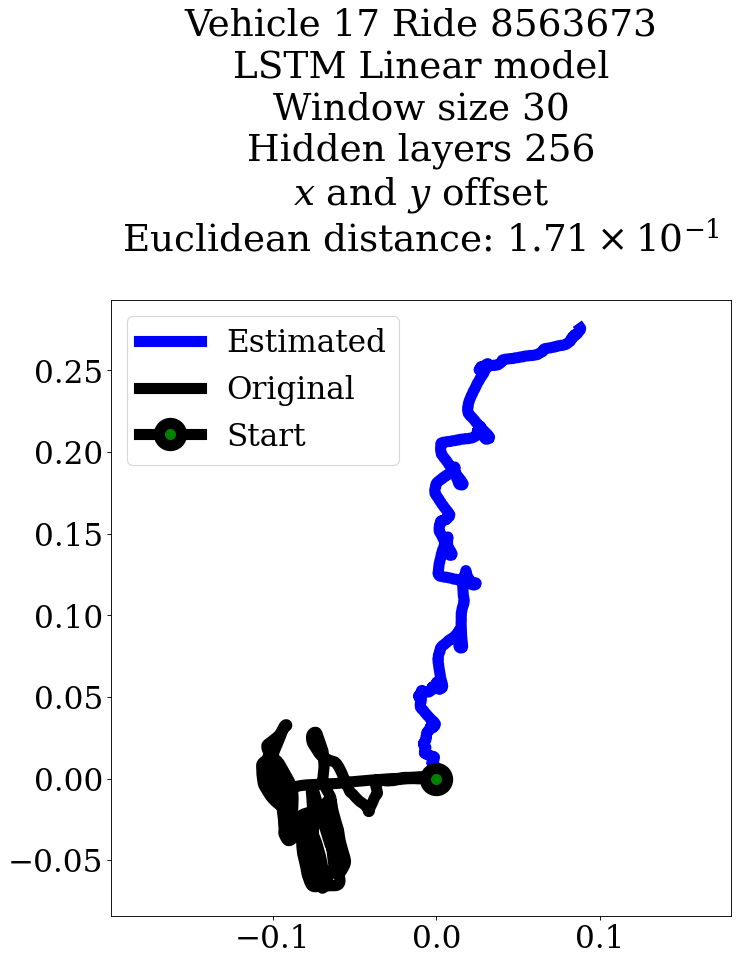 Vehicle 17 Ride 8563673
LSTM Linear model
Window size 30
Hidden layers 256
x and y offset
Euclidean distance: 1.71 × 10⁻¹
Estimated
Original
Start
0.25
0.20
0.15
0.10
0.05
0.00
−0.05
−0.1 0.0 0.1